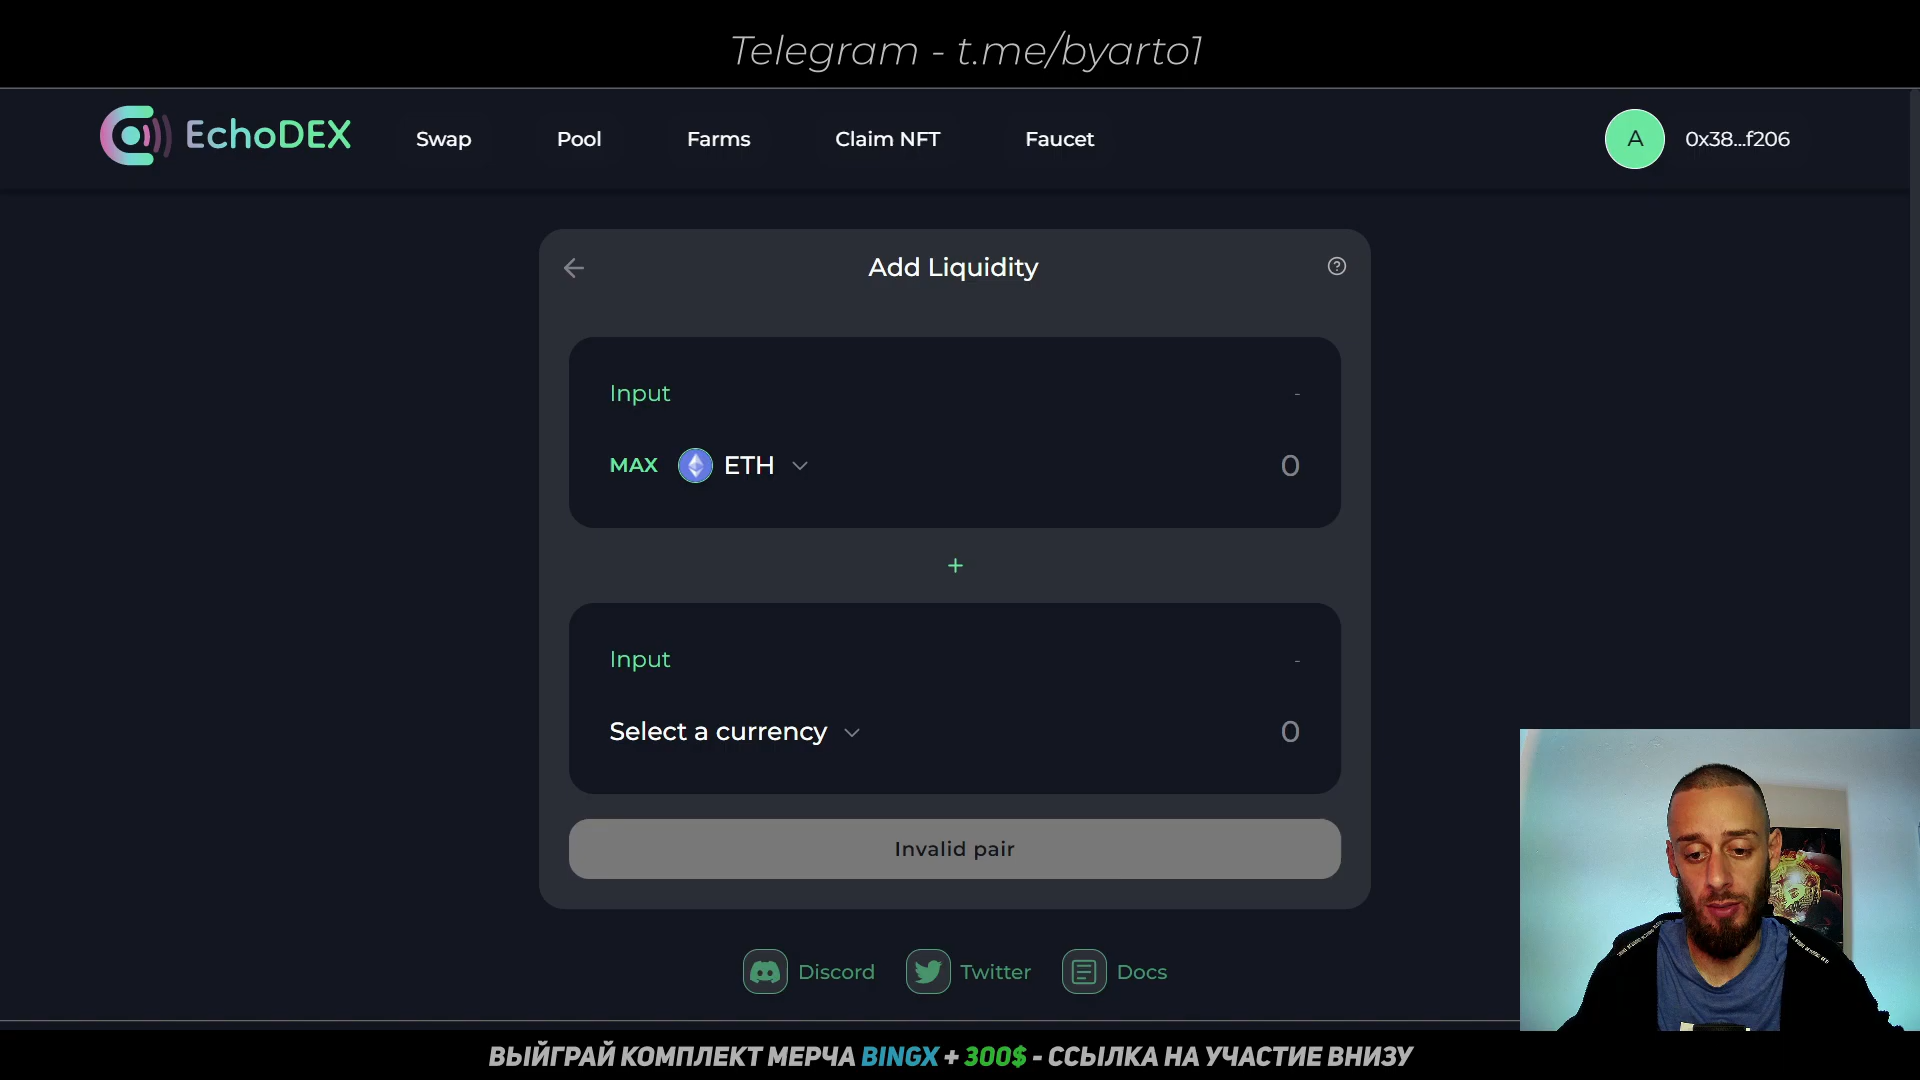 Telegram - t.me/byarto1
EchoDEX
Swap
Pool
Farms
Claim NFT
Faucet
A
0x38...f206
Add Liquidity
Input
-
MAX
ETH
0
+
Input
-
Select a currency
0
Invalid pair
Discord
Twitter
Docs
ВЫЙГРАЙ КОМПЛЕКТ МЕРЧА BINGX + 300$ - ССЫЛКА НА УЧАСТИЕ ВНИЗУ